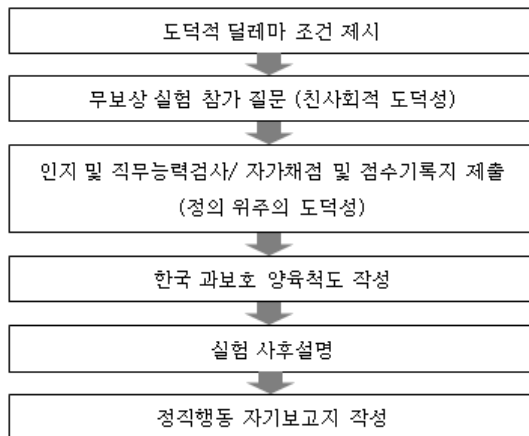 도덕적 딜레마 조건 제시
무보상 실험 참가 질문 (친사회적 도덕성)
인지 및 직무능력검사/ 자가채점 및 점수기록지 제출
(정의 위주의 도덕성)
한국 과보호 양육척도 작성
실험 사후설명
정직행동 자기보고지 작성